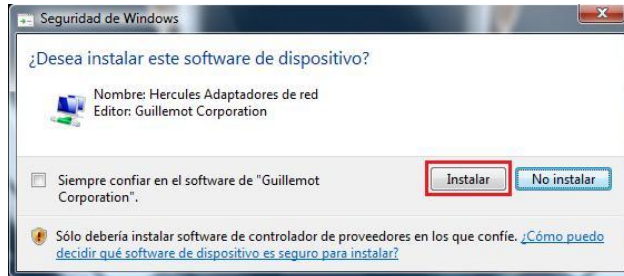 Seguridad de Windows
¿Desea instalar este software de dispositivo?
Nombre: Hercules Adaptadores de red
Editor: Guillemot Corporation
Siempre confiar en el software de "Guillemot
Corporation".
Instalar
No instalar
Sólo debería instalar software de controlador de proveedores en los que confíe. ¿Cómo puedo
decidir qué software de dispositivo es seguro para instalar?